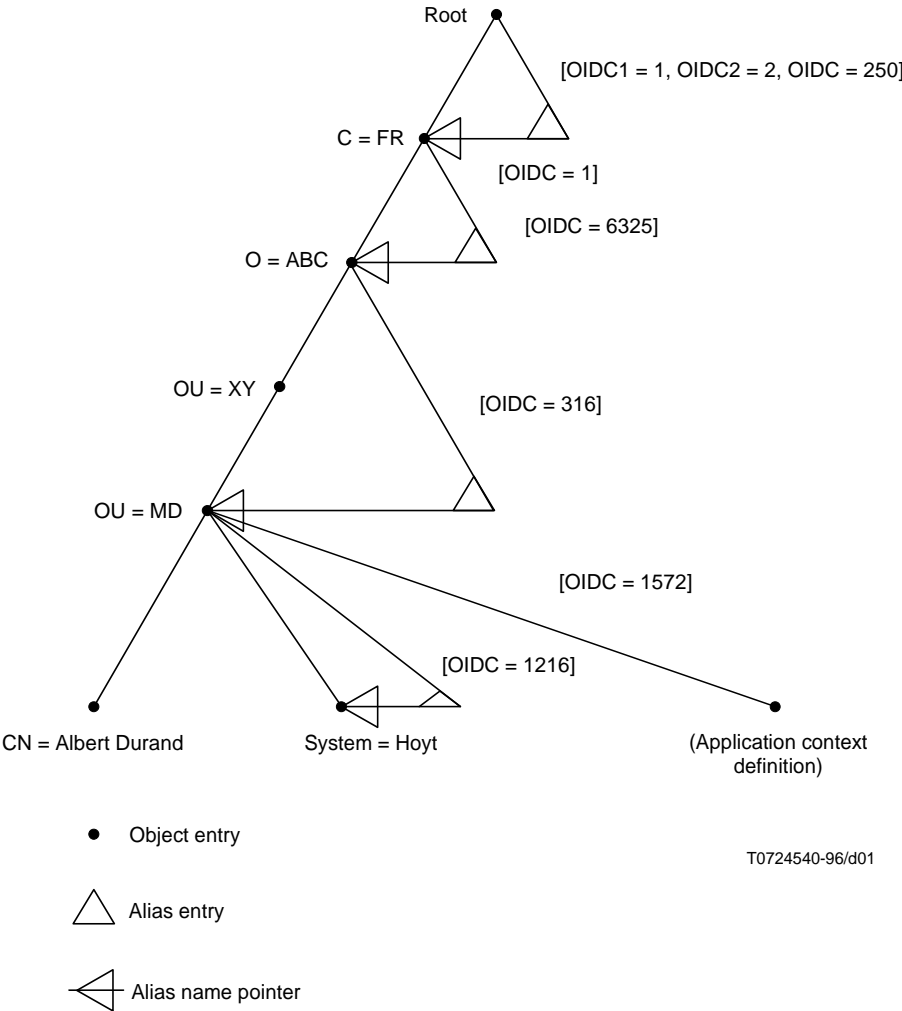 Root
[OIDC1 = 1, OIDC2 = 2, OIDC = 250]
C = FR
[OIDC = 1]
[OIDC = 6325]
O = ABC
OU = XY
[OIDC = 316]
OU = MD
[OIDC = 1572]
[OIDC = 1216]
CN = Albert Durand
System = Hoyt
(Application context
definition)
Object entry
T0724540-96/d01
Alias entry
Alias name pointer